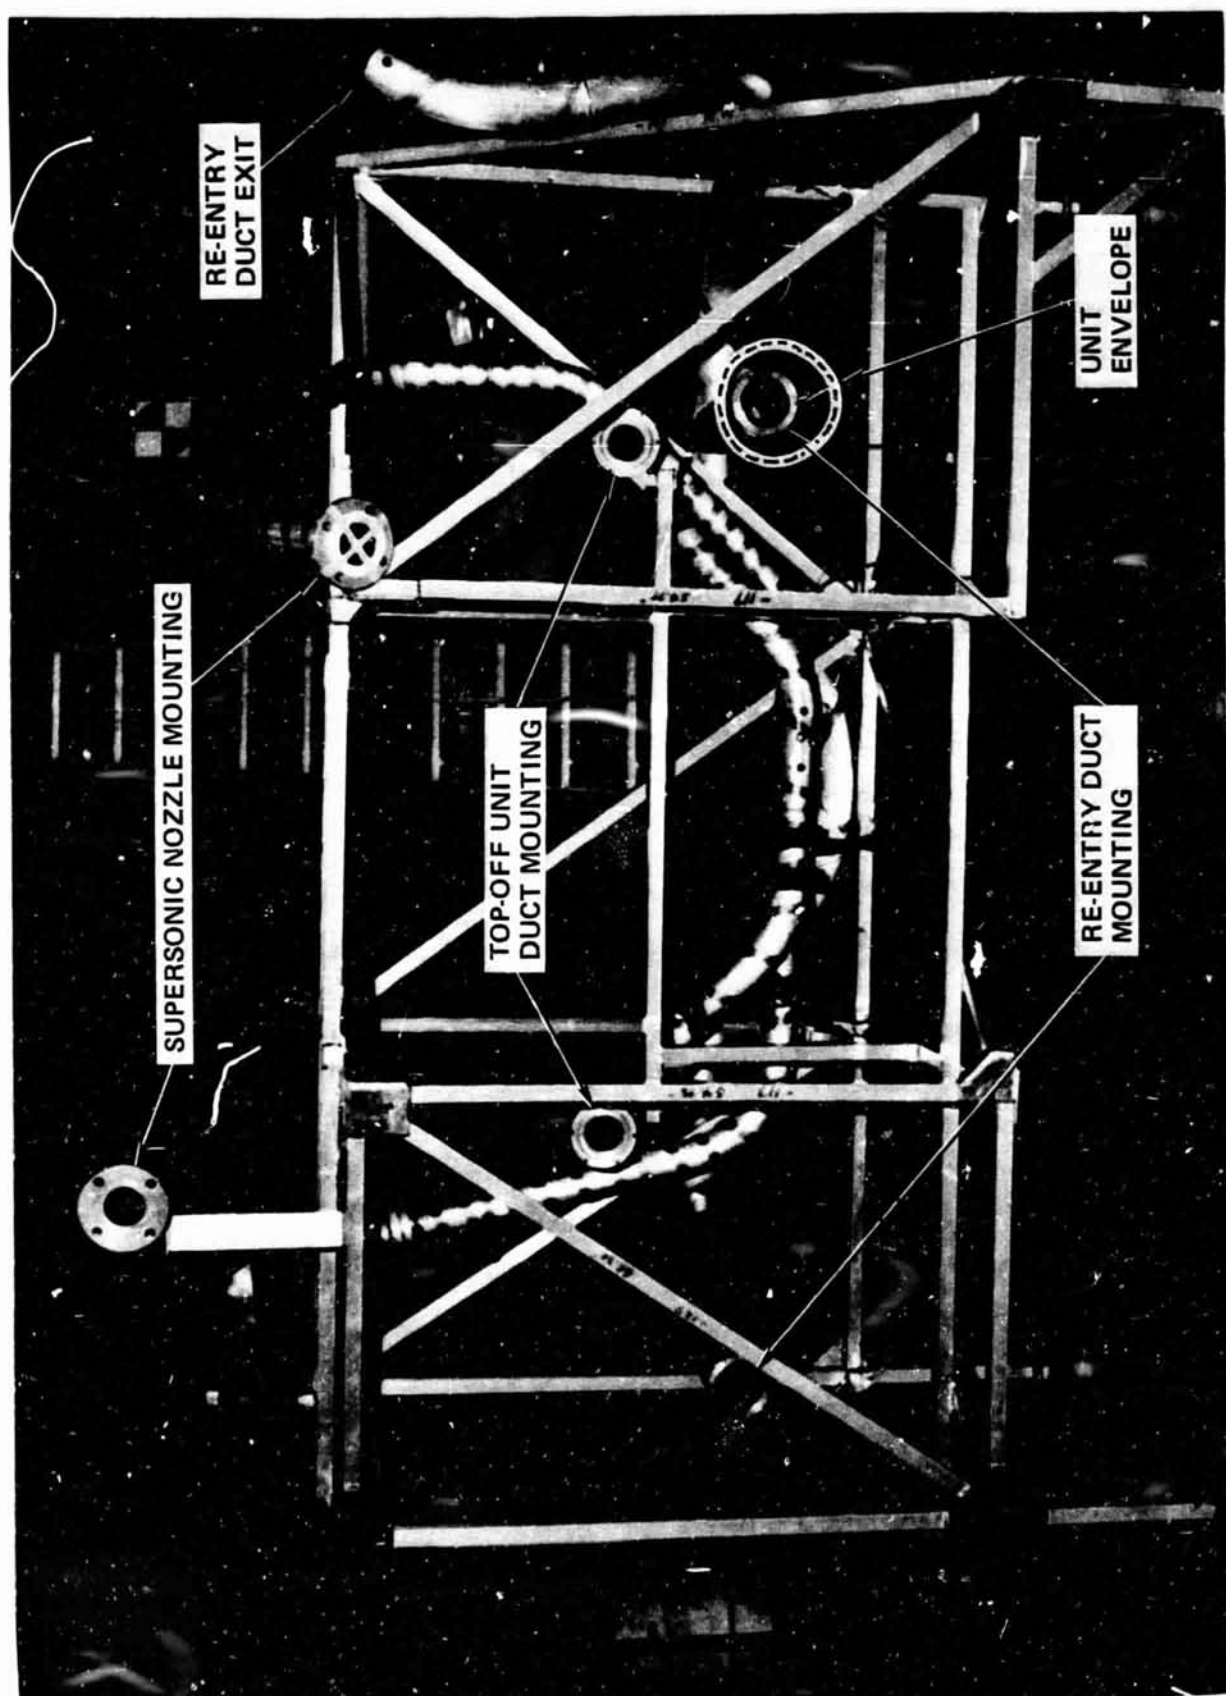 SUPERSONIC NOZZLE MOUNTING
RE-ENTRY
DUCT EXIT
TOP-OFF UNIT
DUCT MOUNTING
RE-ENTRY DUCT
MOUNTING
UNIT
ENVELOPE